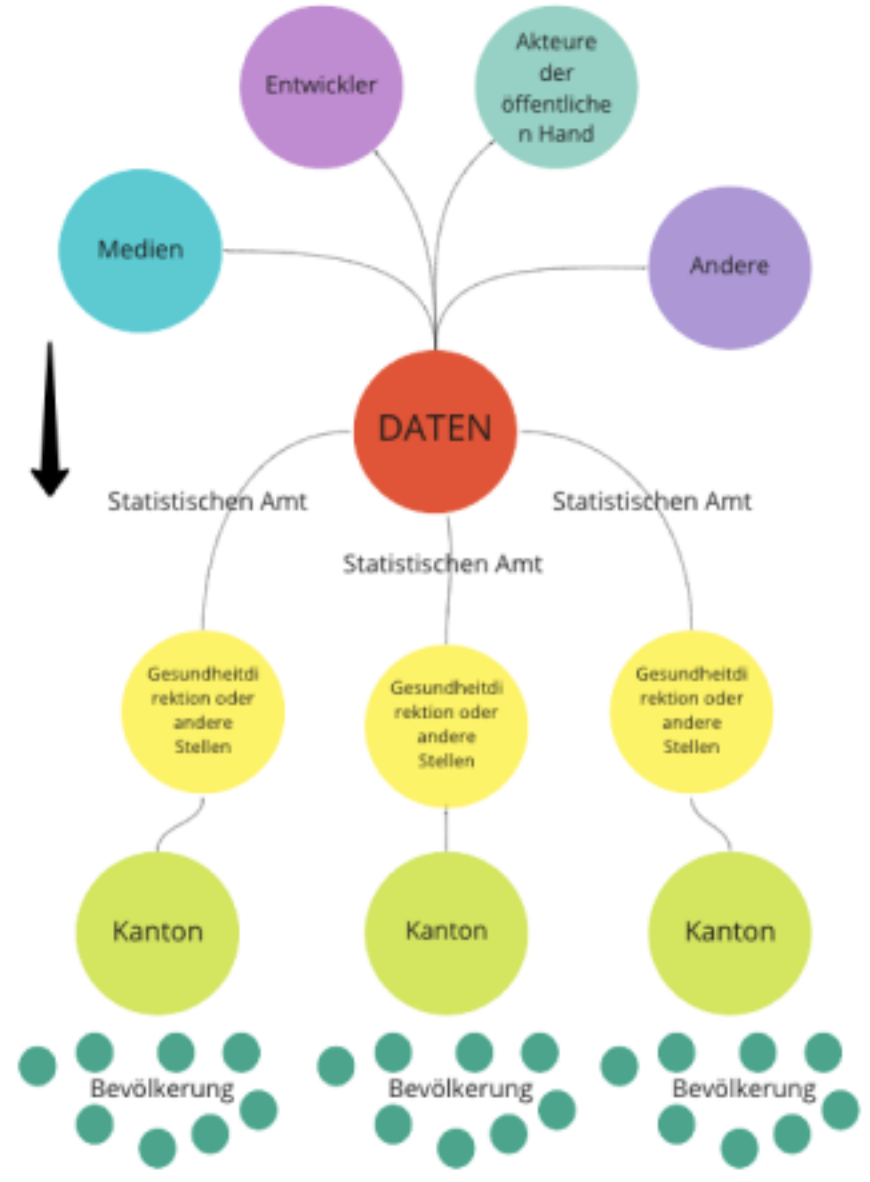 Entwickler
Akteure
der
öffentliche
n Hand
Medien
Andere
DATEN
Statistischen Amt
Statistischen Amt
Statistischen Amt
Gesundheitdi
rektion oder
andere
Stellen
Gesundheitdi
rektion oder
andere
Stellen
Gesundheitdi
rektion oder
andere
Stellen
Kanton
Kanton
Kanton
Bevölkerung
Bevölkerung
Bevölkerung